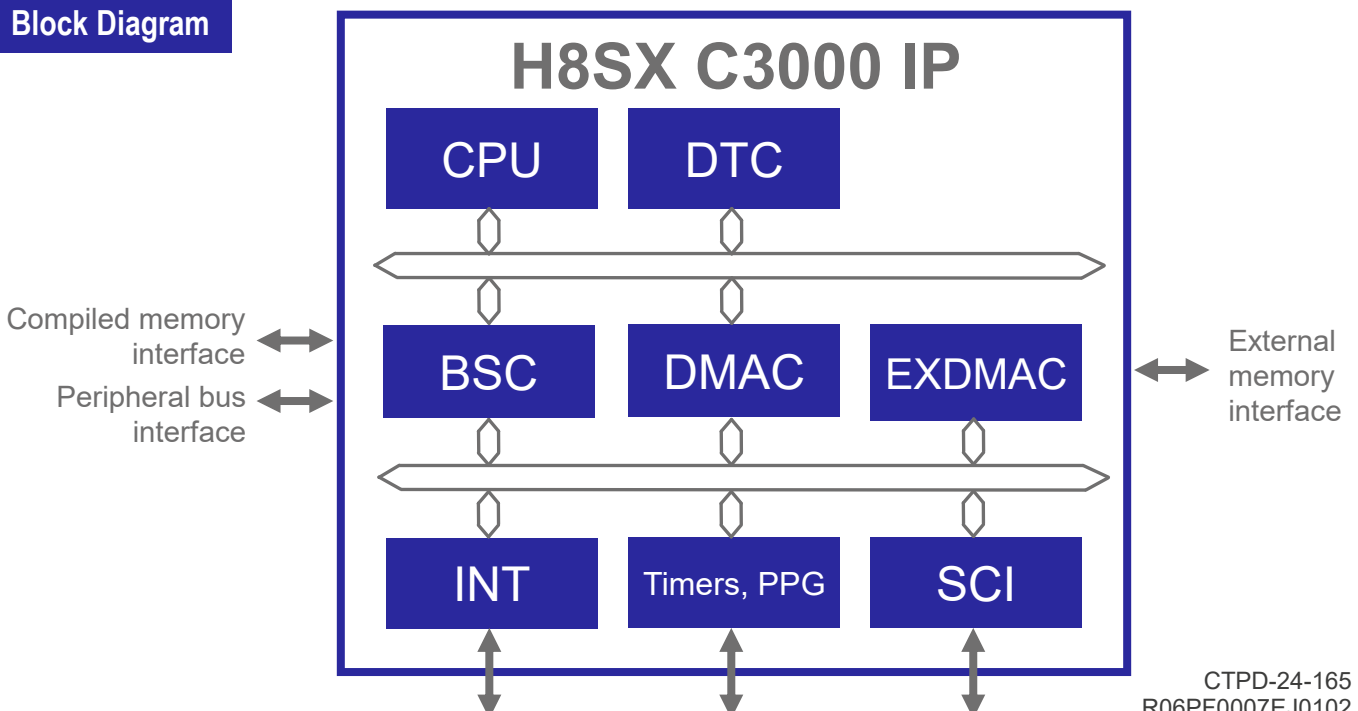 Block Diagram
H8SX C3000 IP
CPU
DTC
Compiled memory
interface
Peripheral bus
interface
BSC
DMAC
EXDMAC
External
memory
interface
INT
Timers, PPG
SCI
CTPD-24-165
R06PF0007EJ0102